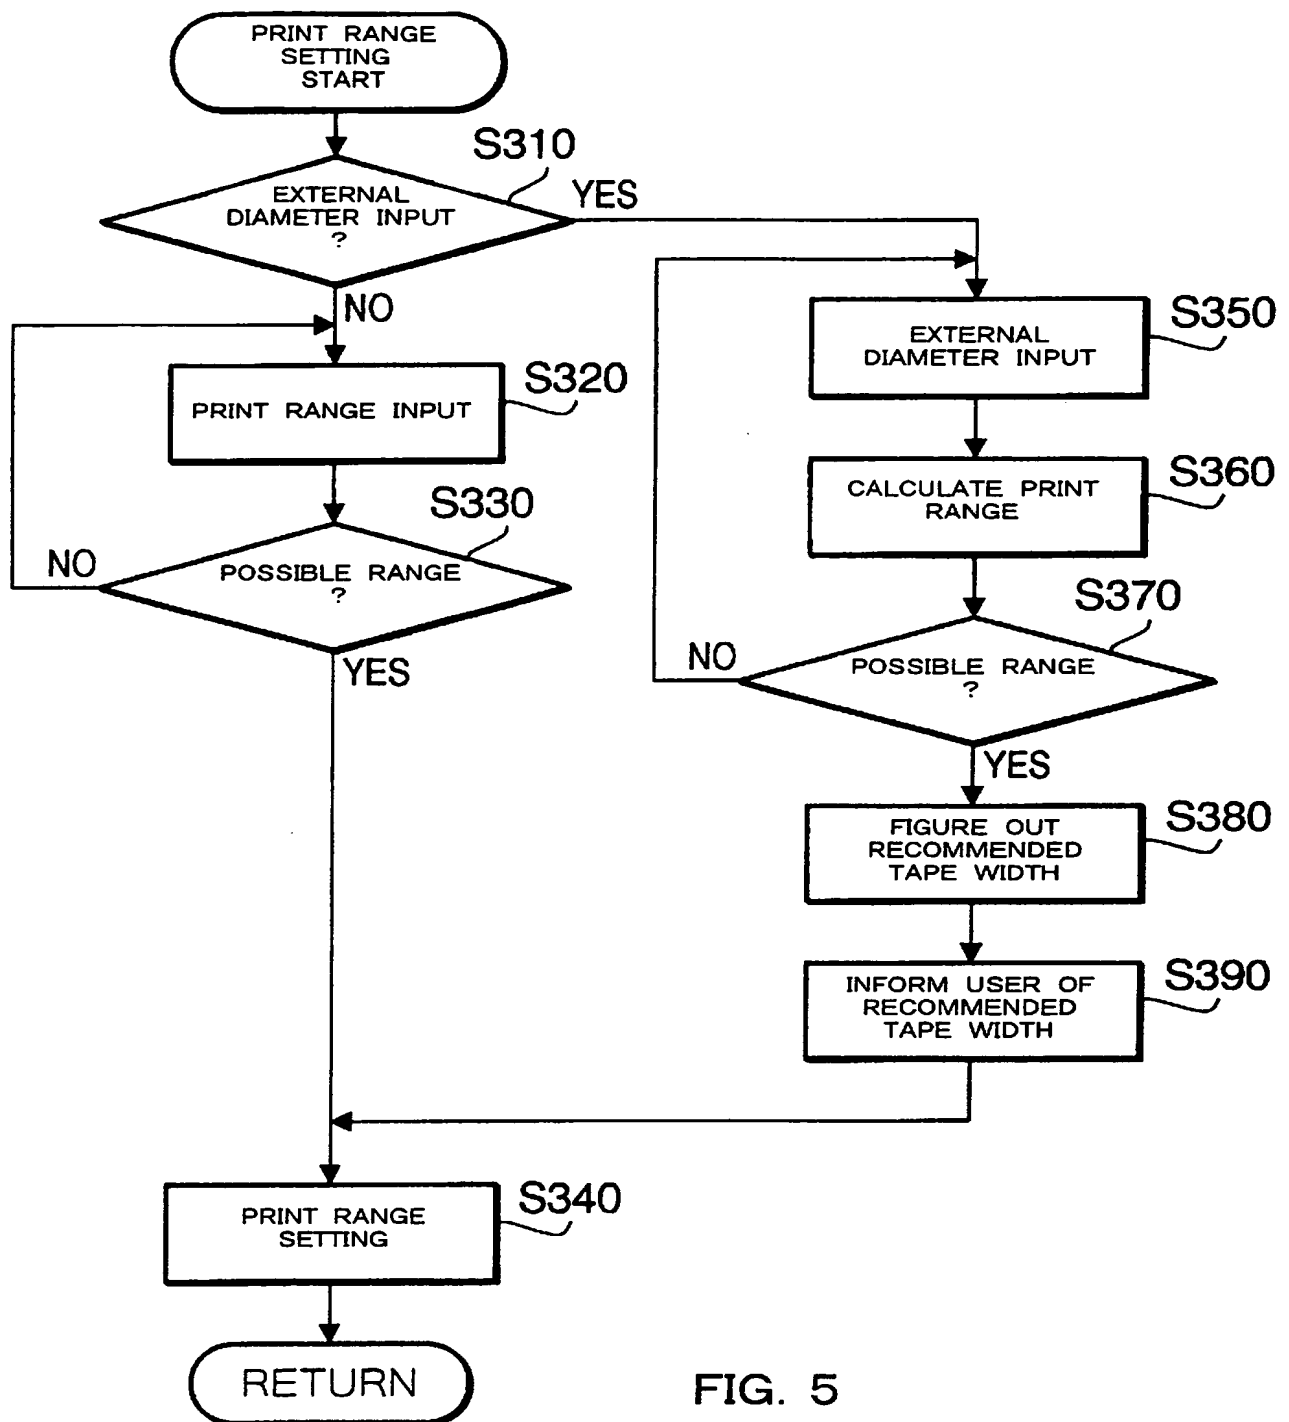 PRINT RANGE
SETTING
START
S310
EXTERNAL
DIAMETER INPUT
?
YES
NO
S320
PRINT RANGE INPUT
S330
POSSIBLE RANGE
?
NO
YES
S350
EXTERNAL
DIAMETER INPUT
S360
CALCULATE PRINT
RANGE
S370
POSSIBLE RANGE
?
NO
YES
S380
FIGURE OUT
RECOMMENDED
TAPE WIDTH
S390
INFORM USER OF
RECOMMENDED
TAPE WIDTH
S340
PRINT RANGE
SETTING
RETURN
FIG. 5